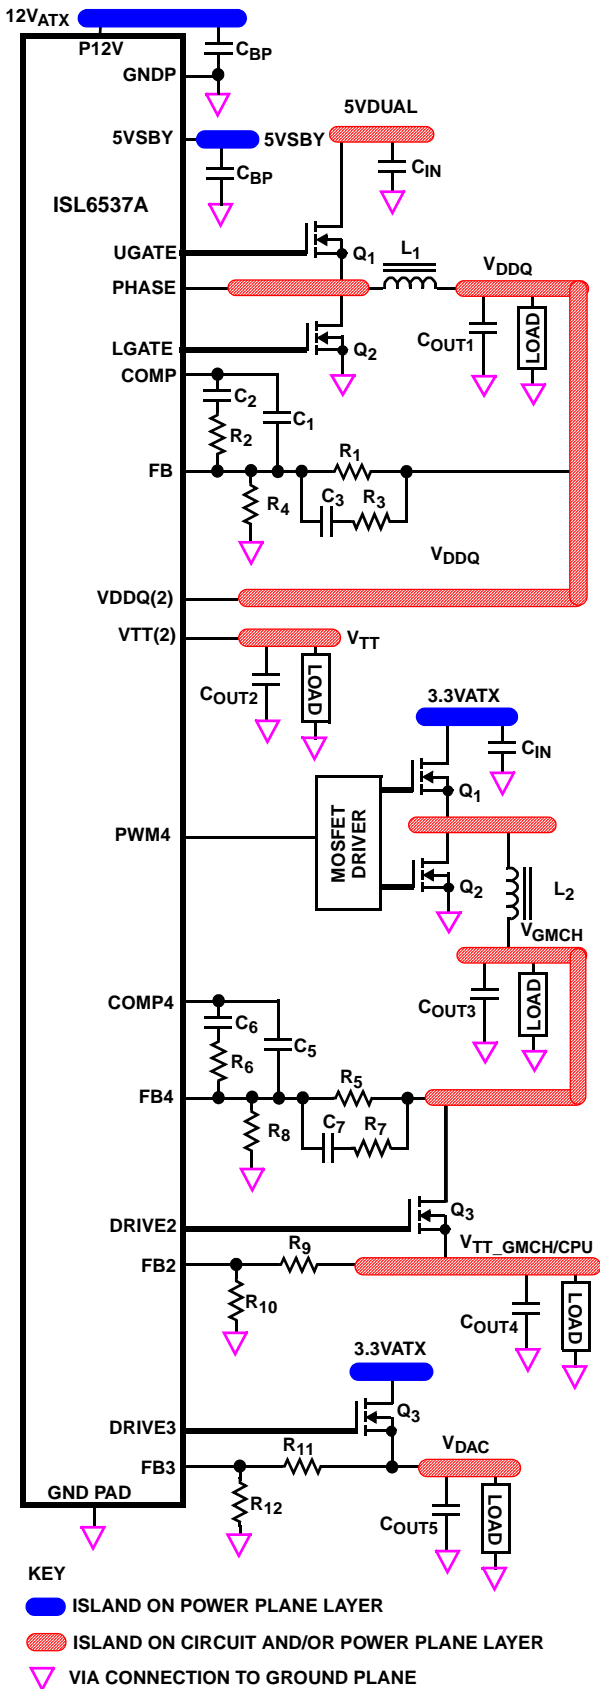 12VATX
P12V
CBP
GNDP
5VDUAL
5VSBY
5VSBY
CIN
CBP
ISL6537A
UGATE
Q1
L1
VDDQ
PHASE
LGATE
Q2
COUT1
LOAD
COMP
C2
C1
R2
R1
FB
R4
C3
R3
VDDQ
VDDQ(2)
VTT(2)
VTT
COUT2
LOAD
3.3VATX
CIN
Q1
PWM4
MOSFET
DRIVER
Q2
L2
VGMCH
COMP4
C6
C5
COUT3
LOAD
R6
R5
FB4
R8
C7
R7
Q3
DRIVE2
R9
VTT_GMCH/CPU
FB2
R10
COUT4
LOAD
3.3VATX
Q3
DRIVE3
R11
VDAC
FB3
GND PAD
R12
COUT5
LOAD
KEY
ISLAND ON POWER PLANE LAYER
ISLAND ON CIRCUIT AND/OR POWER PLANE LAYER
VIA CONNECTION TO GROUND PLANE